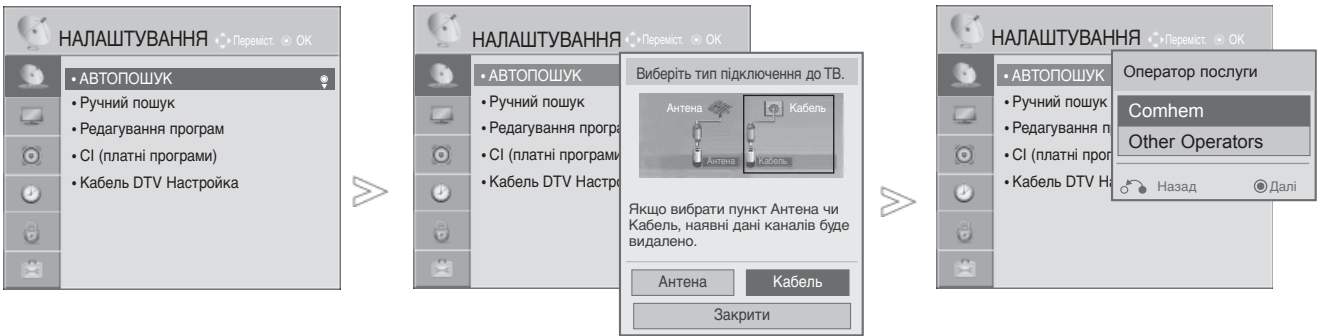 НАЛАШТУВАННЯ Переміст. OK
• АВТОПОШУК
• Ручний пошук
• Редагування програм
• CI (платні програми)
• Кабель DTV Настройка
НАЛАШТУВАННЯ Переміст. OK
• АВТОПОШУК
• Ручний пошук
• Редагування програ
• CI (платні програми
• Кабель DTV Настро
Виберіть тип підключення до ТВ.
Антена Кабель
Антена Кабель
Якщо вибрати пункт Антена чи
Кабель, наявні дані каналів буде
видалено.
Антена Кабель
Закрити
НАЛАШТУВАННЯ Переміст. OK
• АВТОПОШУК
• Ручний пошук
• Редагування п
• CI (платні прог
• Кабель DTV На
Оператор послуги
Comhem
Other Operators
Назад Далі